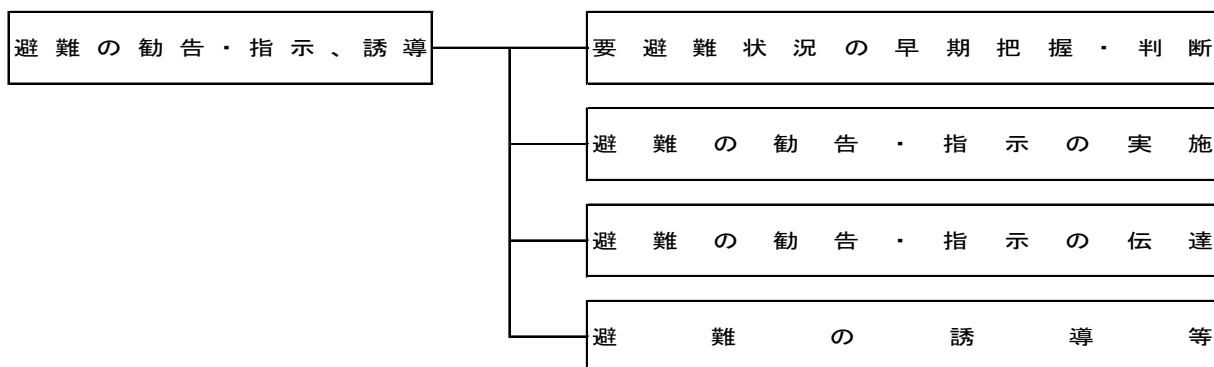 避難の勧告・指示、誘導
要避難状況の早期把握・判断
避難の勧告・指示の実施
避難の勧告・指示の伝達
避難の誘導等